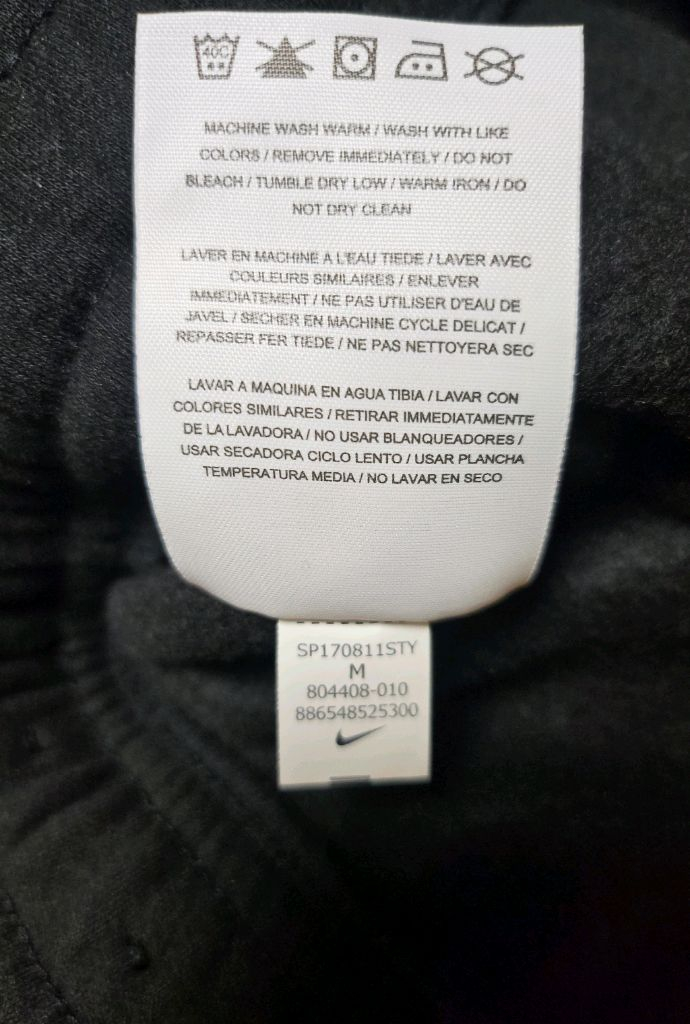 40C
MACHINE WASH WARM / WASH WITH LIKE
COLORS / REMOVE IMMEDIATELY / DO NOT
BLEACH / TUMBLE DRY LOW / WARM IRON / DO
NOT DRY CLEAN
LAVER EN MACHINE A L'EAU TIEDE / LAVER AVEC
COULEURS SIMILAIRES / ENLEVER
IMMEDIATEMENT / NE PAS UTILISER D'EAU DE
JAVEL / SECHER EN MACHINE CYCLE DELICAT /
REPASSER FER TIEDE / NE PAS NETTOYERA SEC
LAVAR A MAQUINA EN AGUA TIBIA / LAVAR CON
COLORES SIMILARES / RETIRAR IMMEDIATAMENTE
DE LA LAVADORA / NO USAR BLANQUEADORES /
USAR SECADORA CICLO LENTO / USAR PLANCHA
TEMPERATURA MEDIA / NO LAVAR EN SECO
SP170811STY
M
804408-010
886548525300